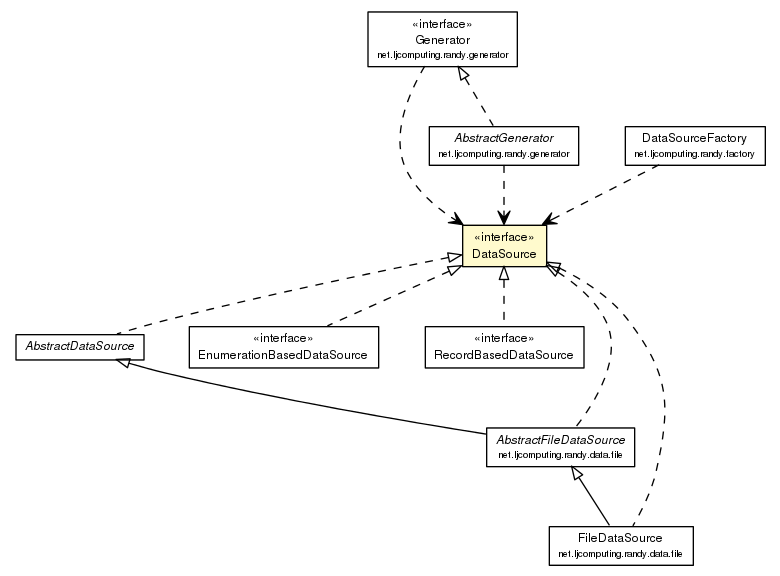 «interface»
Generator
net.ljcomputing.randy.generator
AbstractGenerator
net.ljcomputing.randy.generator
DataSourceFactory
net.ljcomputing.randy.factory
«interface»
DataSource
AbstractDataSource
«interface»
EnumerationBasedDataSource
«interface»
RecordBasedDataSource
AbstractFileDataSource
net.ljcomputing.randy.data.file
FileDataSource
net.ljcomputing.randy.data.file